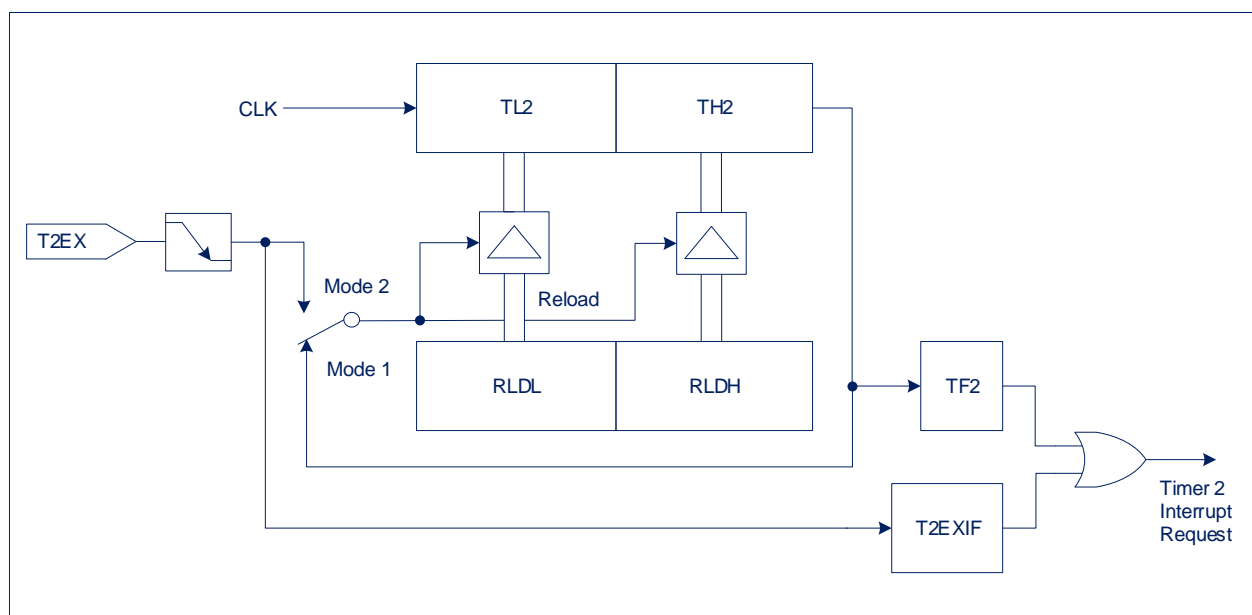 TL2
TH2
CLK
T2EX
Mode 2
Reload
Mode 1
RLDL
RLDH
TF2
T2EXIF
Timer 2
Interrupt
Request